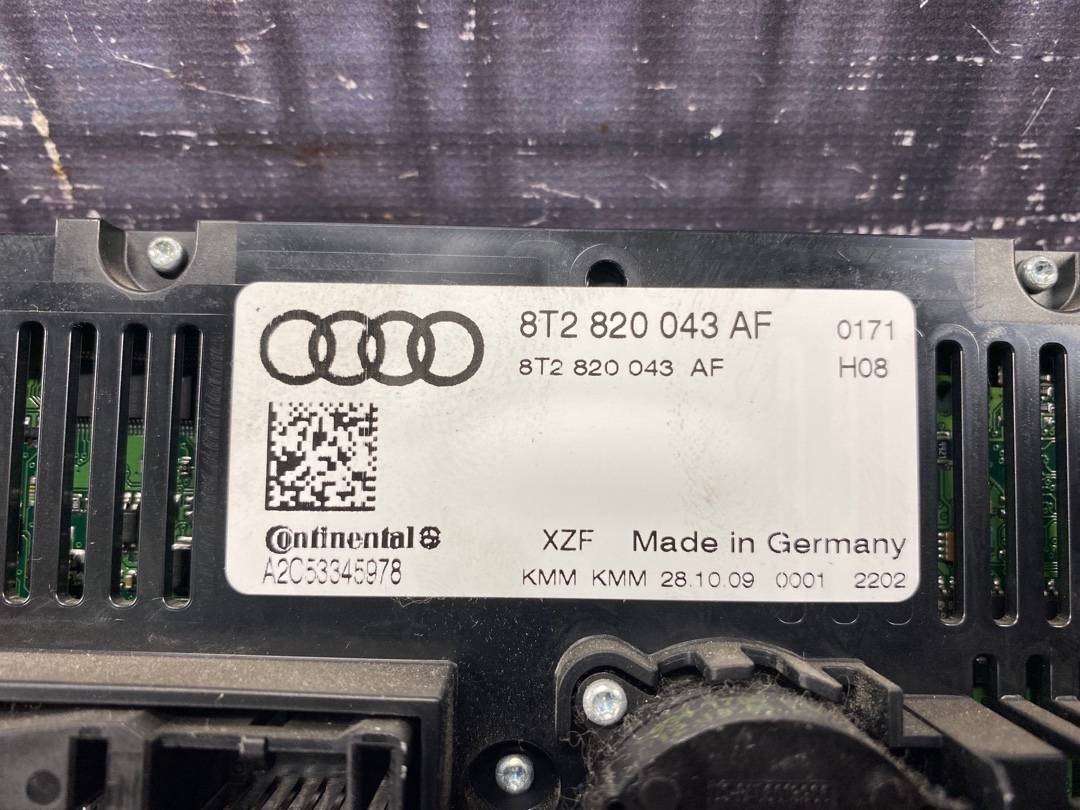 8T2 820 043 AF 0171
8T2 820 043 AF H08
Continental
A2C53345978
XZF Made in Germany
KMM KMM 28.10.09 0001 2202